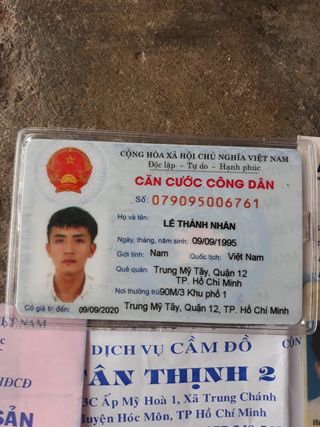 CỘNG HÒA XÃ HỘI CHỦ NGHĨA VIỆT NAM
Độc lập - Tự do - Hạnh phúc
CĂN CƯỚC CÔNG DÂN
Số: 079095006761
Họ và tên:
LÊ THÀNH NHÂN
Ngày, tháng, năm sinh: 09/09/1995
Giới tính: Nam Quốc tịch: Việt Nam
Quê quán: Trung Mỹ Tây, Quận 12
TP. Hồ Chí Minh
Nơi thường trú: 90M/3 Khu phố 1
Có giá trị đến: 09/09/2020 Trung Mỹ Tây, Quận 12, TP. Hồ Chí Minh
VIỆT NAM
DỊCH VỤ CẦM ĐỒ
TÂN THỊNH 2
3C Ấp Mỹ Hoà 1, Xã Trung Chánh
Huyện Hóc Môn, TP Hồ Chí Minh
SẢN